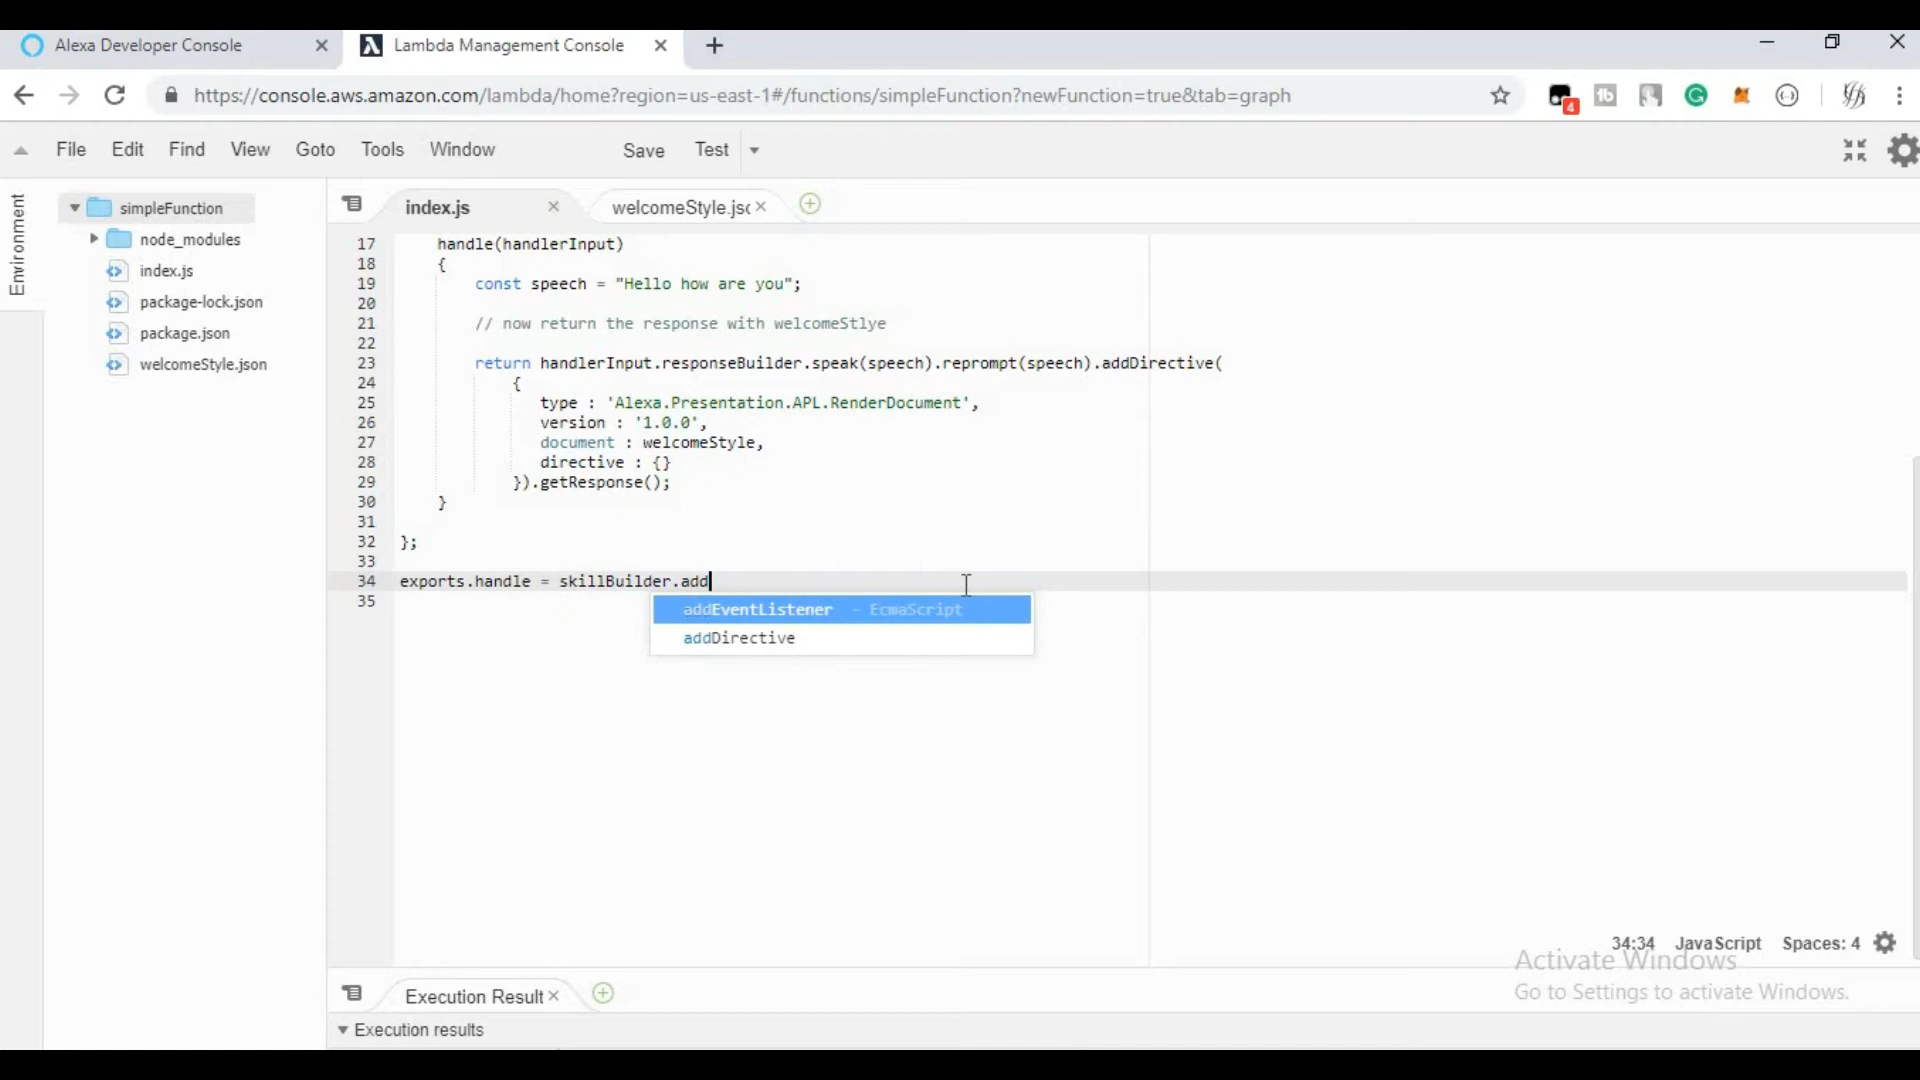 Alexa Developer Console
Lambda Management Console
https://console.aws.amazon.com/lambda/home?region=us-east-1#/functions/simpleFunction?newFunction=true&tab=graph
4
File Edit Find View Goto Tools Window Save Test
Environment
simpleFunction
node_modules
index.js
package-lock.json
package.json
welcomeStyle.json
index.js
welcomeStyle.jsc
17 handle(handlerInput)
18 {
19 const speech = "Hello how are you";
20
21 // now return the response with welcomeStlye
22
23 return handlerInput.responseBuilder.speak(speech).reprompt(speech).addDirective(
24 {
25 type : 'Alexa.Presentation.APL.RenderDocument',
26 version : '1.0.0',
27 document : welcomeStyle,
28 directive : {}
29 }).getResponse();
30 }
31
32 };
33
34 exports.handle = skillBuilder.add
35
addEventListener - EcmaScript
addDirective
34:34 JavaScript Spaces: 4
Activate Windows
Go to Settings to activate Windows.
Execution Result
Execution results